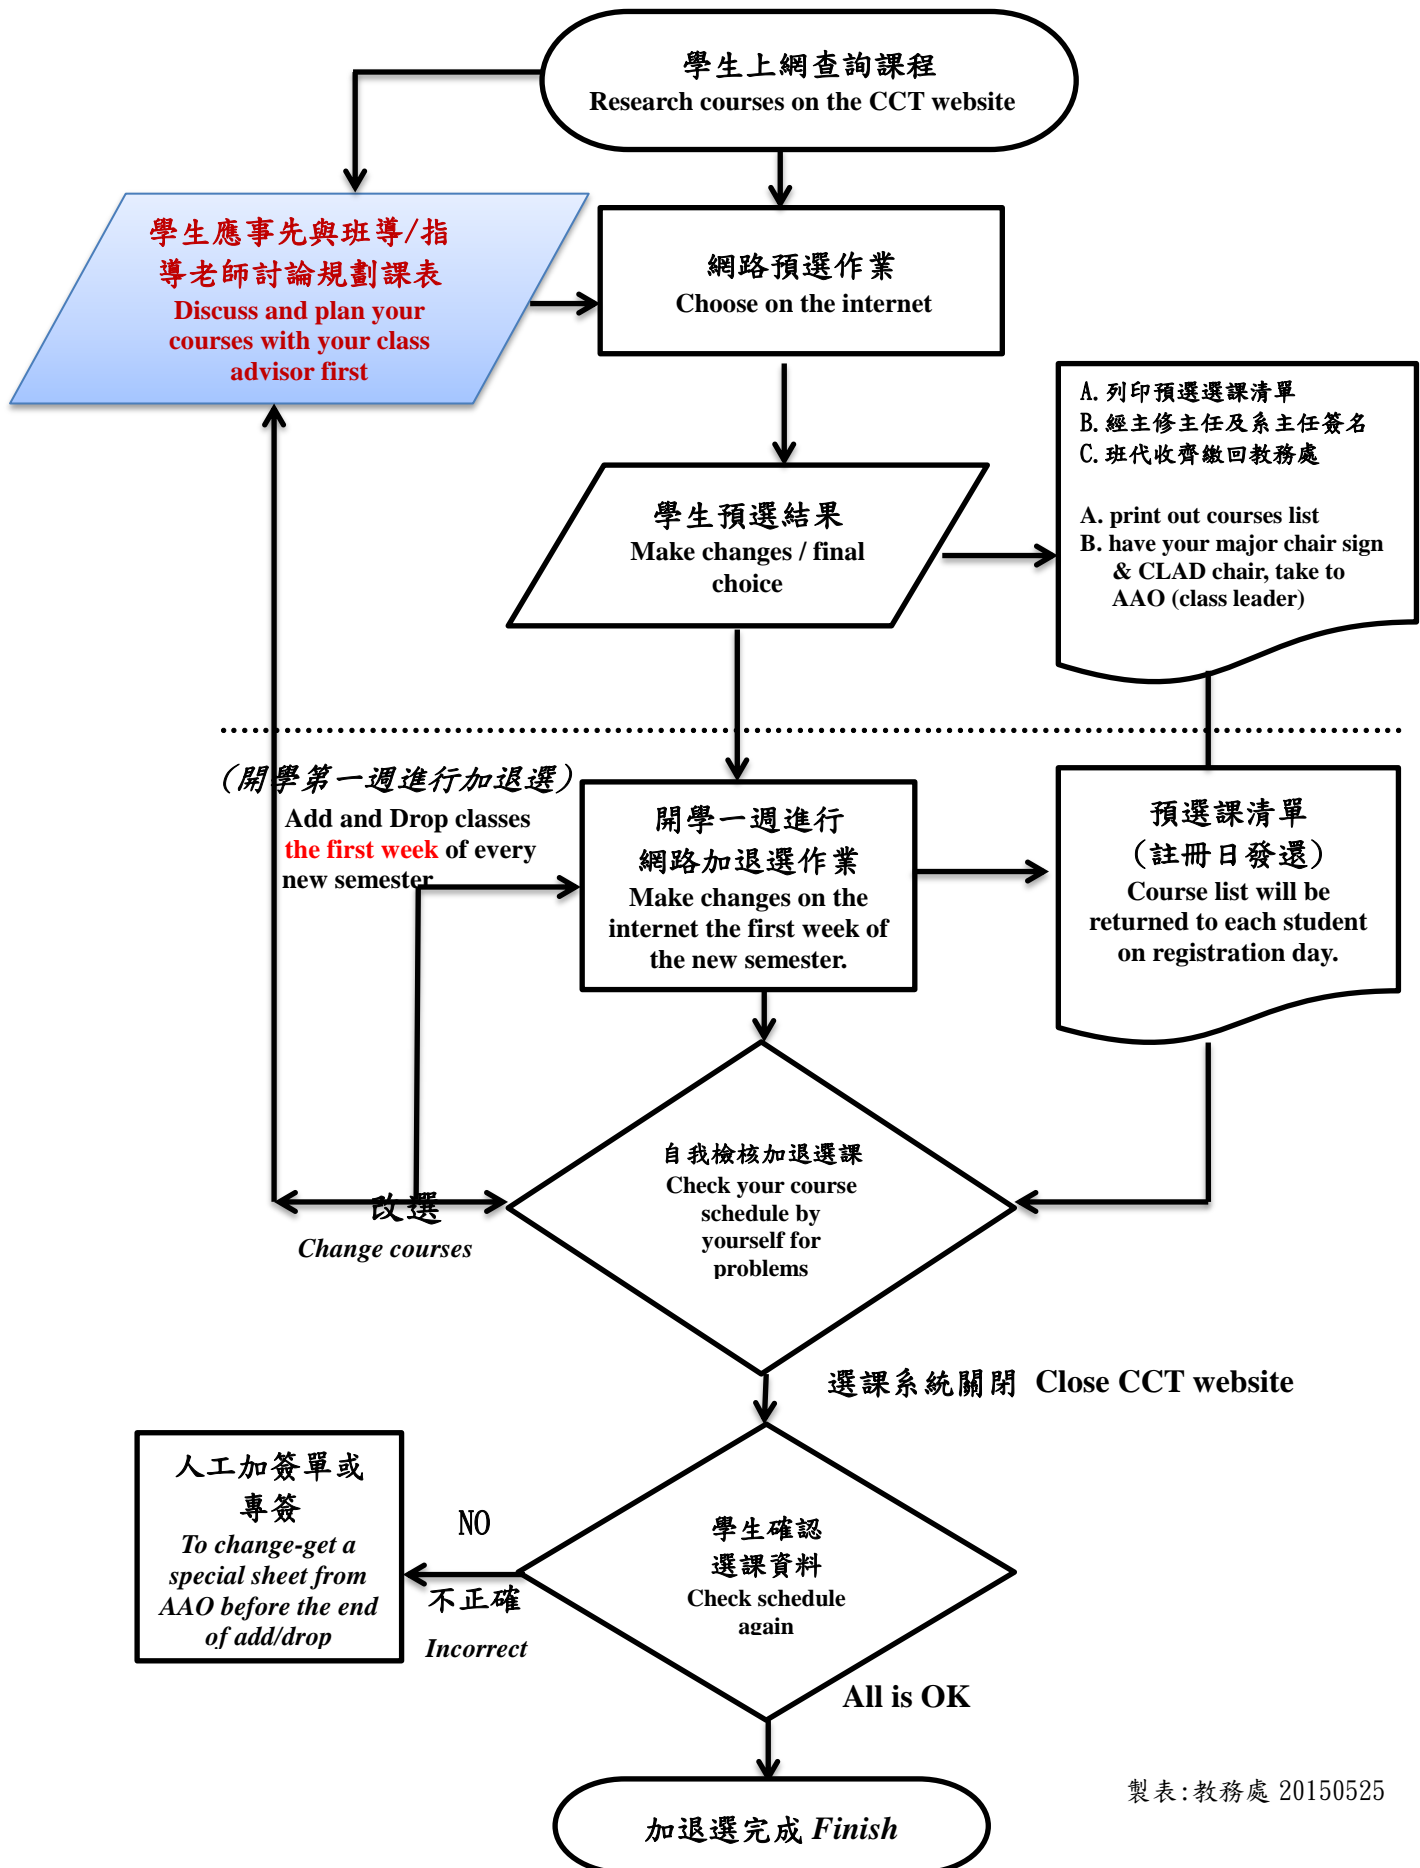 學生上網查詢課程
Research courses on the CCT website
學生應事先與班導/指
導老師討論規劃課表
Discuss and plan your
courses with your class
advisor first
網路預選作業
Choose on the internet
A.列印預選選課清單
B.經主修主任及系主任簽名
C.班代收齊繳回教務處
A. print out courses list
B. have your major chair sign
& CLAD chair, take to
AAO (class leader)
學生預選結果
Make changes / final
choice
(開學第一週進行加退選)
Add and Drop classes
the first week of every
new semester
開學一週進行
網路加退選作業
Make changes on the
internet the first week of
the new semester.
預選課清單
(註冊日發還)
Course list will be
returned to each student
on registration day.
自我檢核加退選課
Check your course
schedule by
yourself for
problems
改選
Change courses
選課系統關閉 Close CCT website
人工加簽單或
專簽
To change-get a
special sheet from
AAO before the end
of add/drop
NO
不正確
Incorrect
學生確認
選課資料
Check schedule
again
All is OK
製表:教務處 20150525
加退選完成 Finish